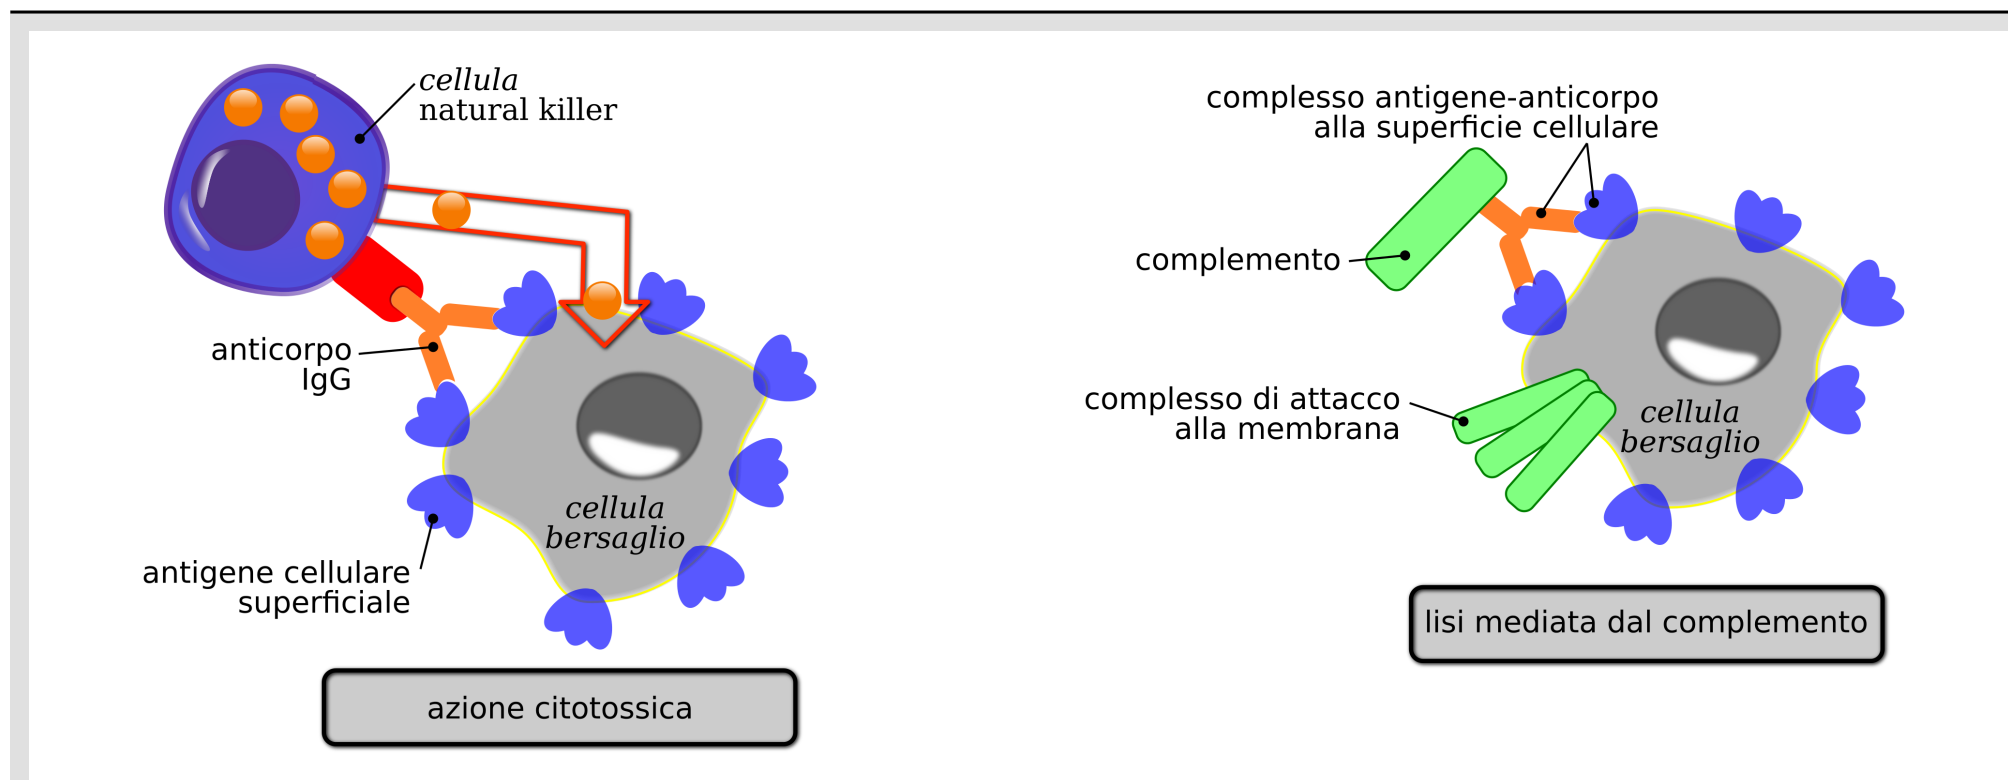 cellula
natural killer
anticorpo
IgG
cellula
bersaglio
antigene cellulare
superficiale
azione citotossica
complesso antigene-anticorpo
alla superficie cellulare
complemento
complesso di attacco
alla membrana
cellula
bersaglio
lisi mediata dal complemento